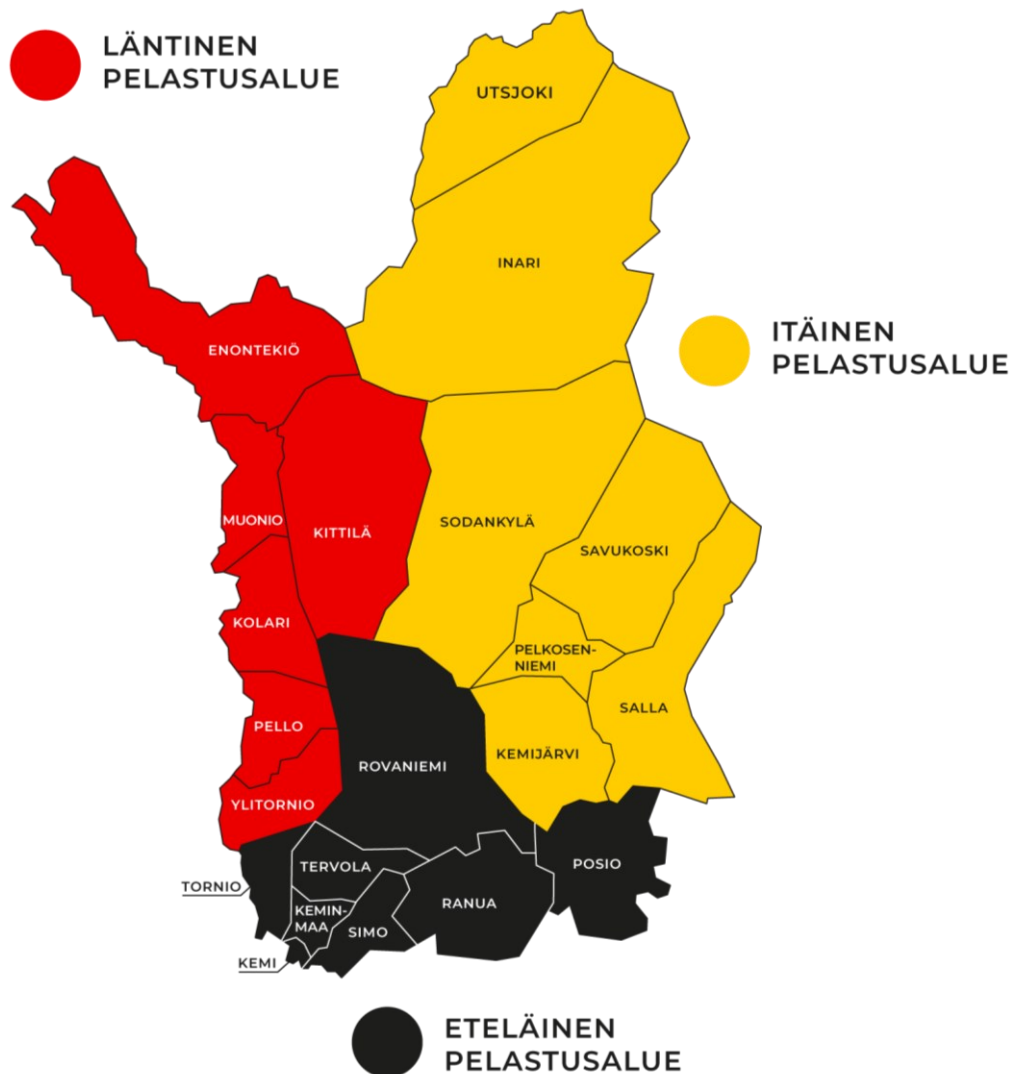 LÄNTINEN
PELASTUSALUE
UTSJOKI
INARI
ITÄINEN
PELASTUSALUE
ENONTEKIÖ
MUONIO
KITTILÄ
SODANKYLÄ
SAVUKOSKI
KOLARI
PELKOSEN-
NIEMI
SALLA
PELLO
KEMIJÄRVI
ROVANIEMI
YLITORNIO
TERVOLA
POSIO
TORNIO
RANUA
KEMIN-
MAA
SIMO
KEMI
ETELÄINEN
PELASTUSALUE